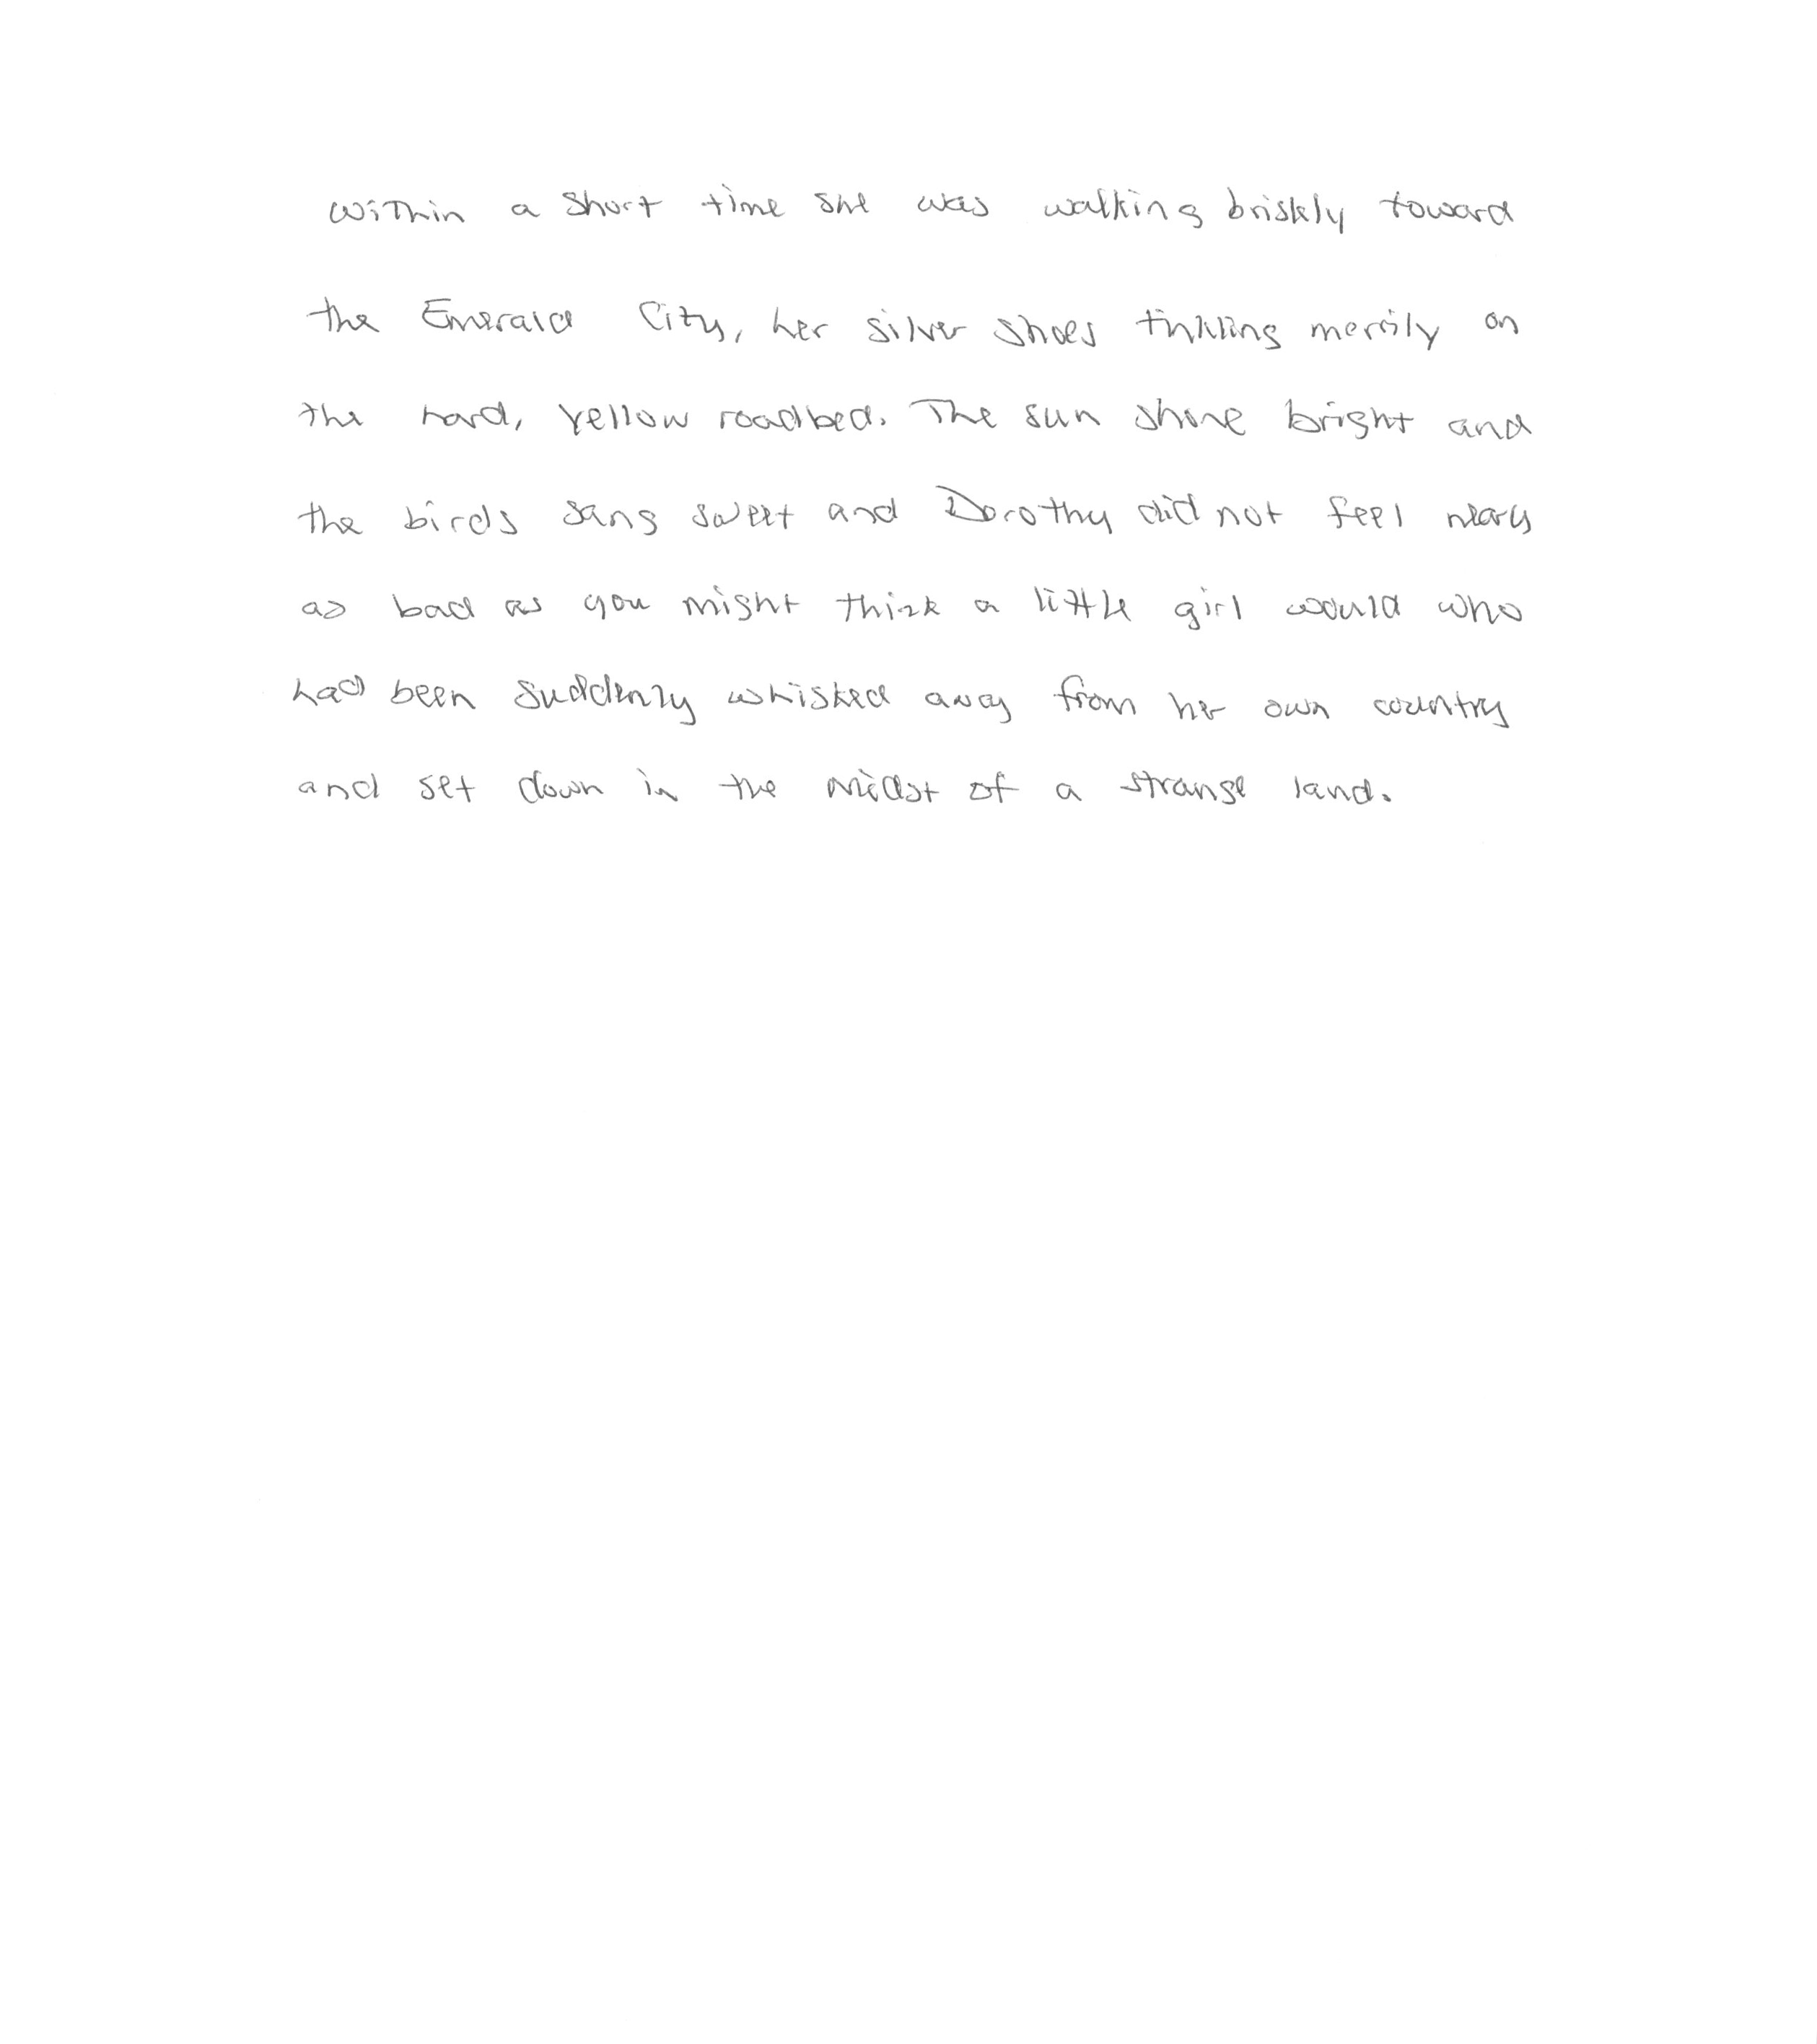 Within a short time she was walking briskly toward
the Emerald City, her silver shoes tinkling merrily on
the hard, yellow roadbed. The sun shone bright and
the birds sang sweet and Dorothy did not feel neary
as bad as you might think a little girl would who
had been suddenly whisked away from her own country
and set down in the midst of a strange land.